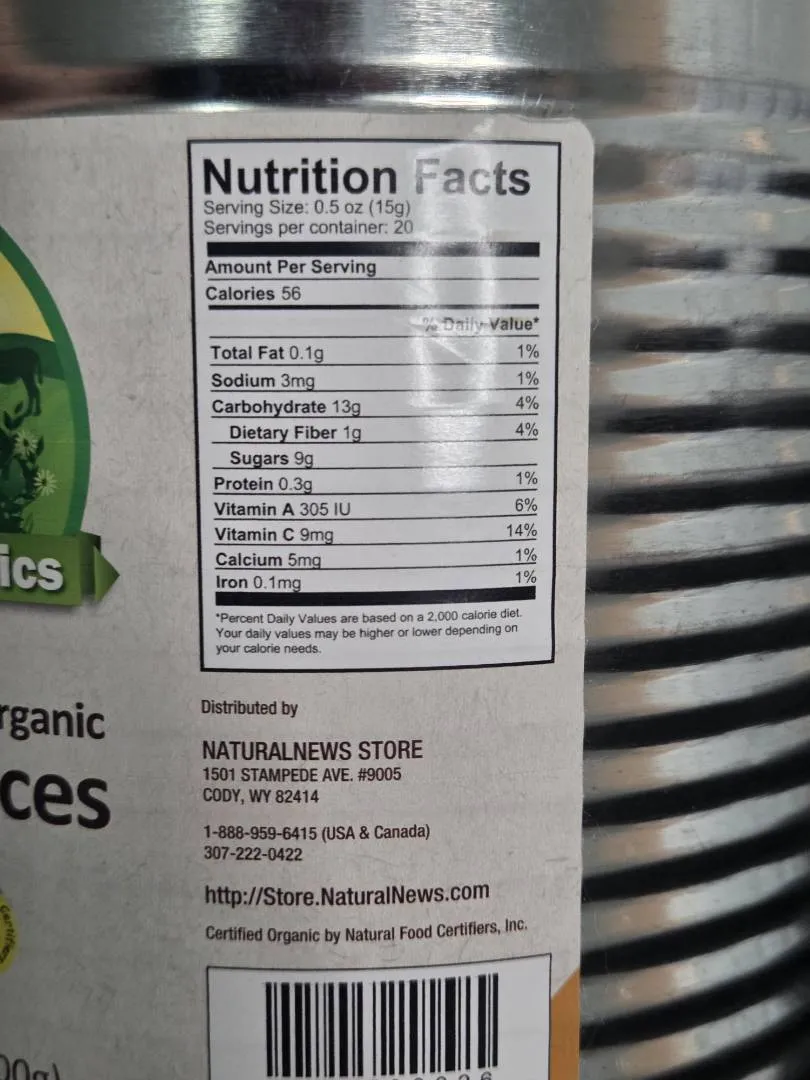 Nutrition Facts
Serving Size: 0.5 oz (15g)
Servings per container: 20
Amount Per Serving
Calories 56
% Daily Value*
Total Fat 0.1g 1%
Sodium 3mg 1%
Carbohydrate 13g 4%
Dietary Fiber 1g 4%
Sugars 9g
Protein 0.3g 1%
Vitamin A 305 IU 6%
Vitamin C 9mg 14%
Calcium 5mg 1%
Iron 0.1mg 1%
*Percent Daily Values are based on a 2,000 calorie diet.
Your daily values may be higher or lower depending on
your calorie needs.
ics
rganic
ces
Distributed by
NATURALNEWS STORE
1501 STAMPEDE AVE. #9005
CODY, WY 82414
1-888-959-6415 (USA & Canada)
307-222-0422
http://Store.NaturalNews.com
Certified Organic by Natural Food Certifiers, Inc.